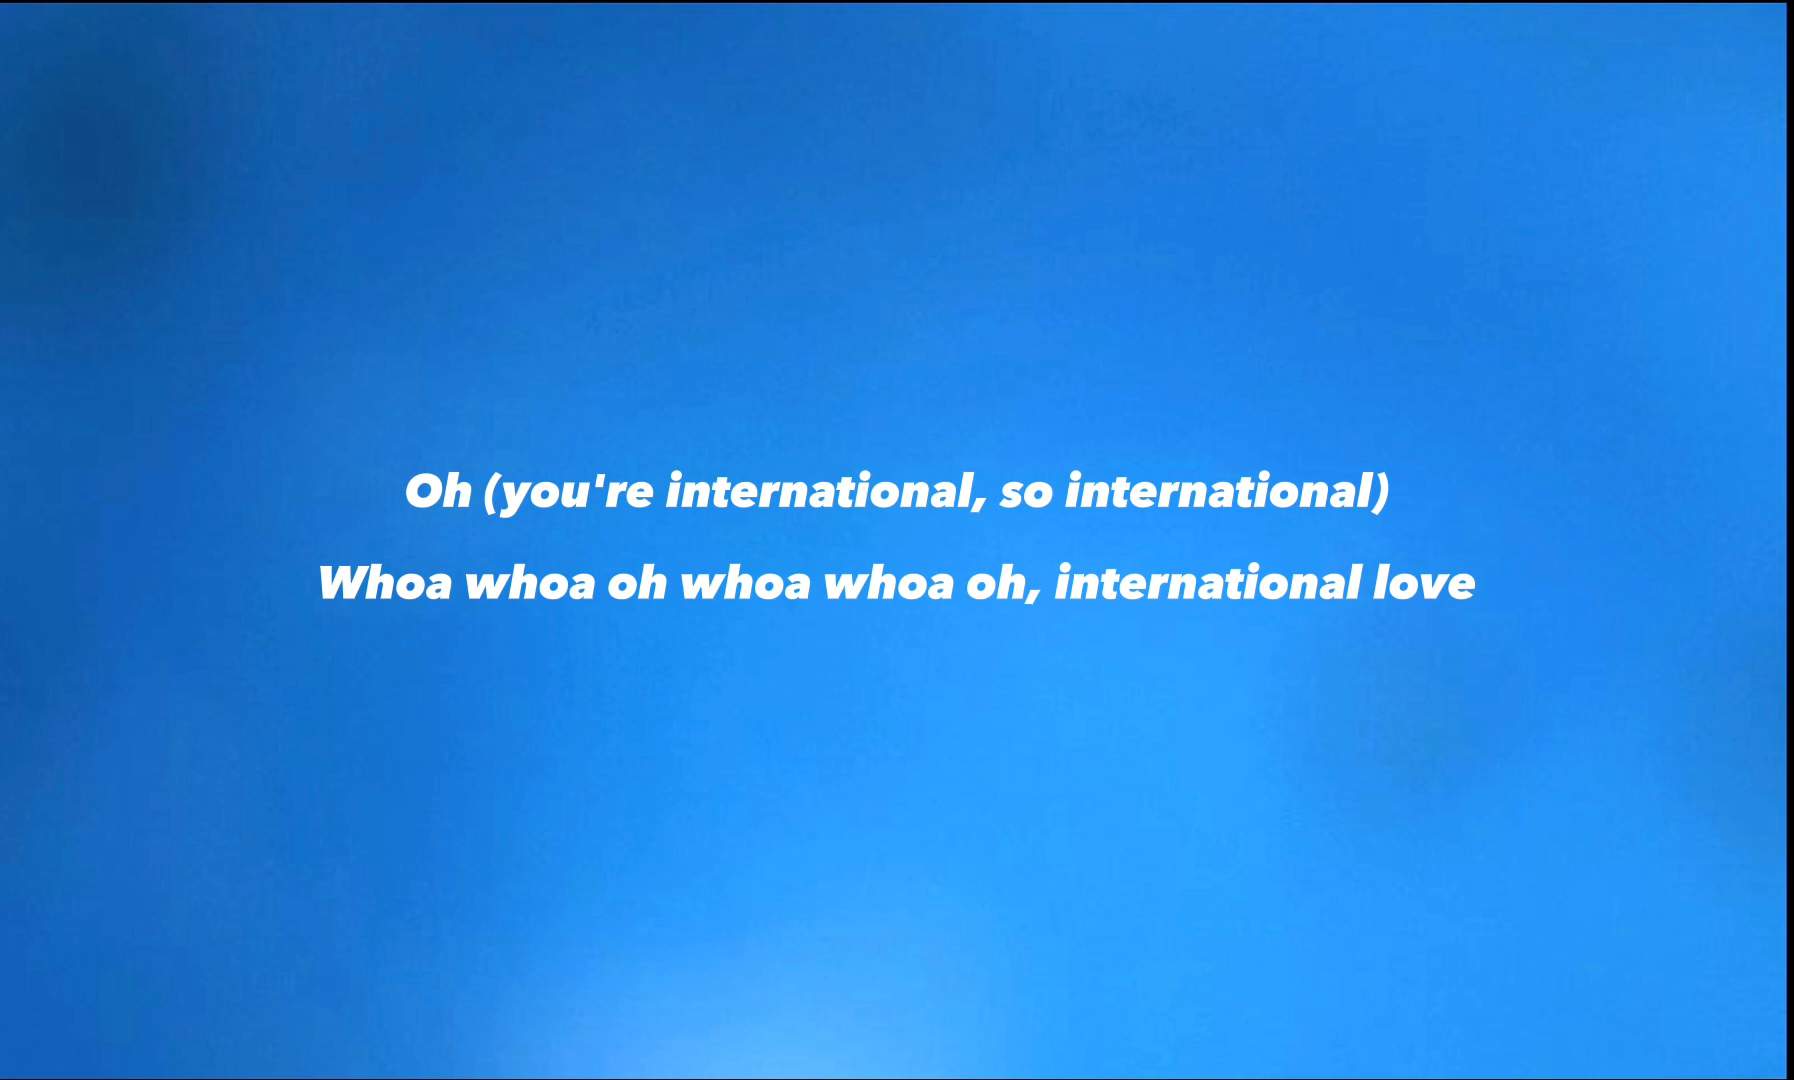 Oh (you're international, so international)
Whoa whoa oh whoa whoa oh, international love